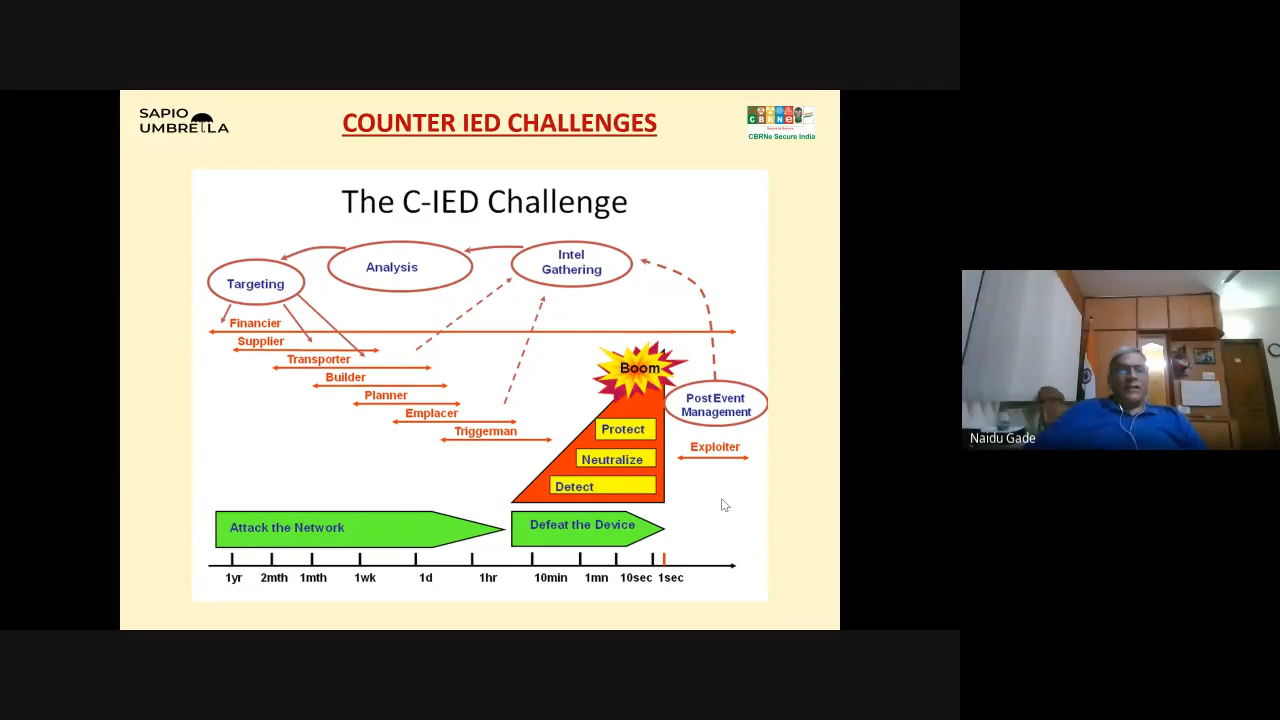 SAPIO
UMBRELLA
COUNTER IED CHALLENGES
CBRNe
CBRNe Secure India
The C-IED Challenge
Targeting
Analysis
Intel
Gathering
Financier
Supplier
Transporter
Builder
Planner
Emplacer
Triggerman
Boom
Post Event
Management
Protect
Neutralize
Detect
Exploiter
Attack the Network
Defeat the Device
1yr 2mth 1mth 1wk 1d 1hr 10min 1mn 10sec 1sec
Naidu Gade